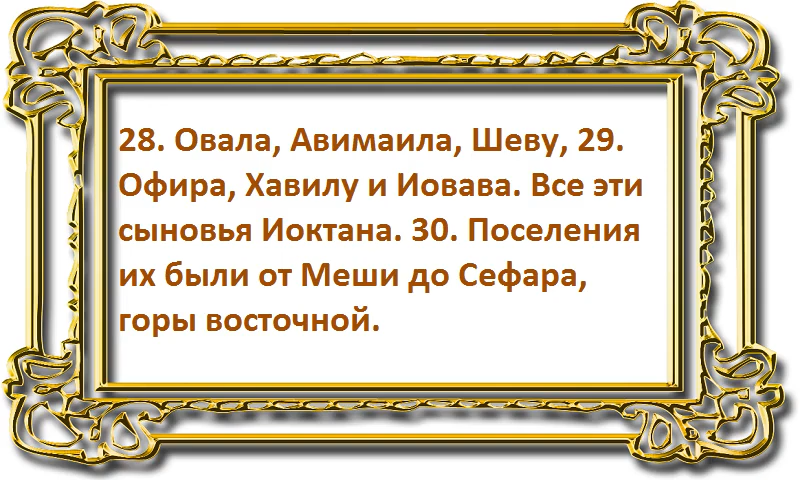 28. Овала, Авимаила, Шеву, 29.
Офира, Хавилу и Иовава. Все эти
сыновья Иоктана. 30. Поселения
их были от Меши до Сефара,
горы восточной.